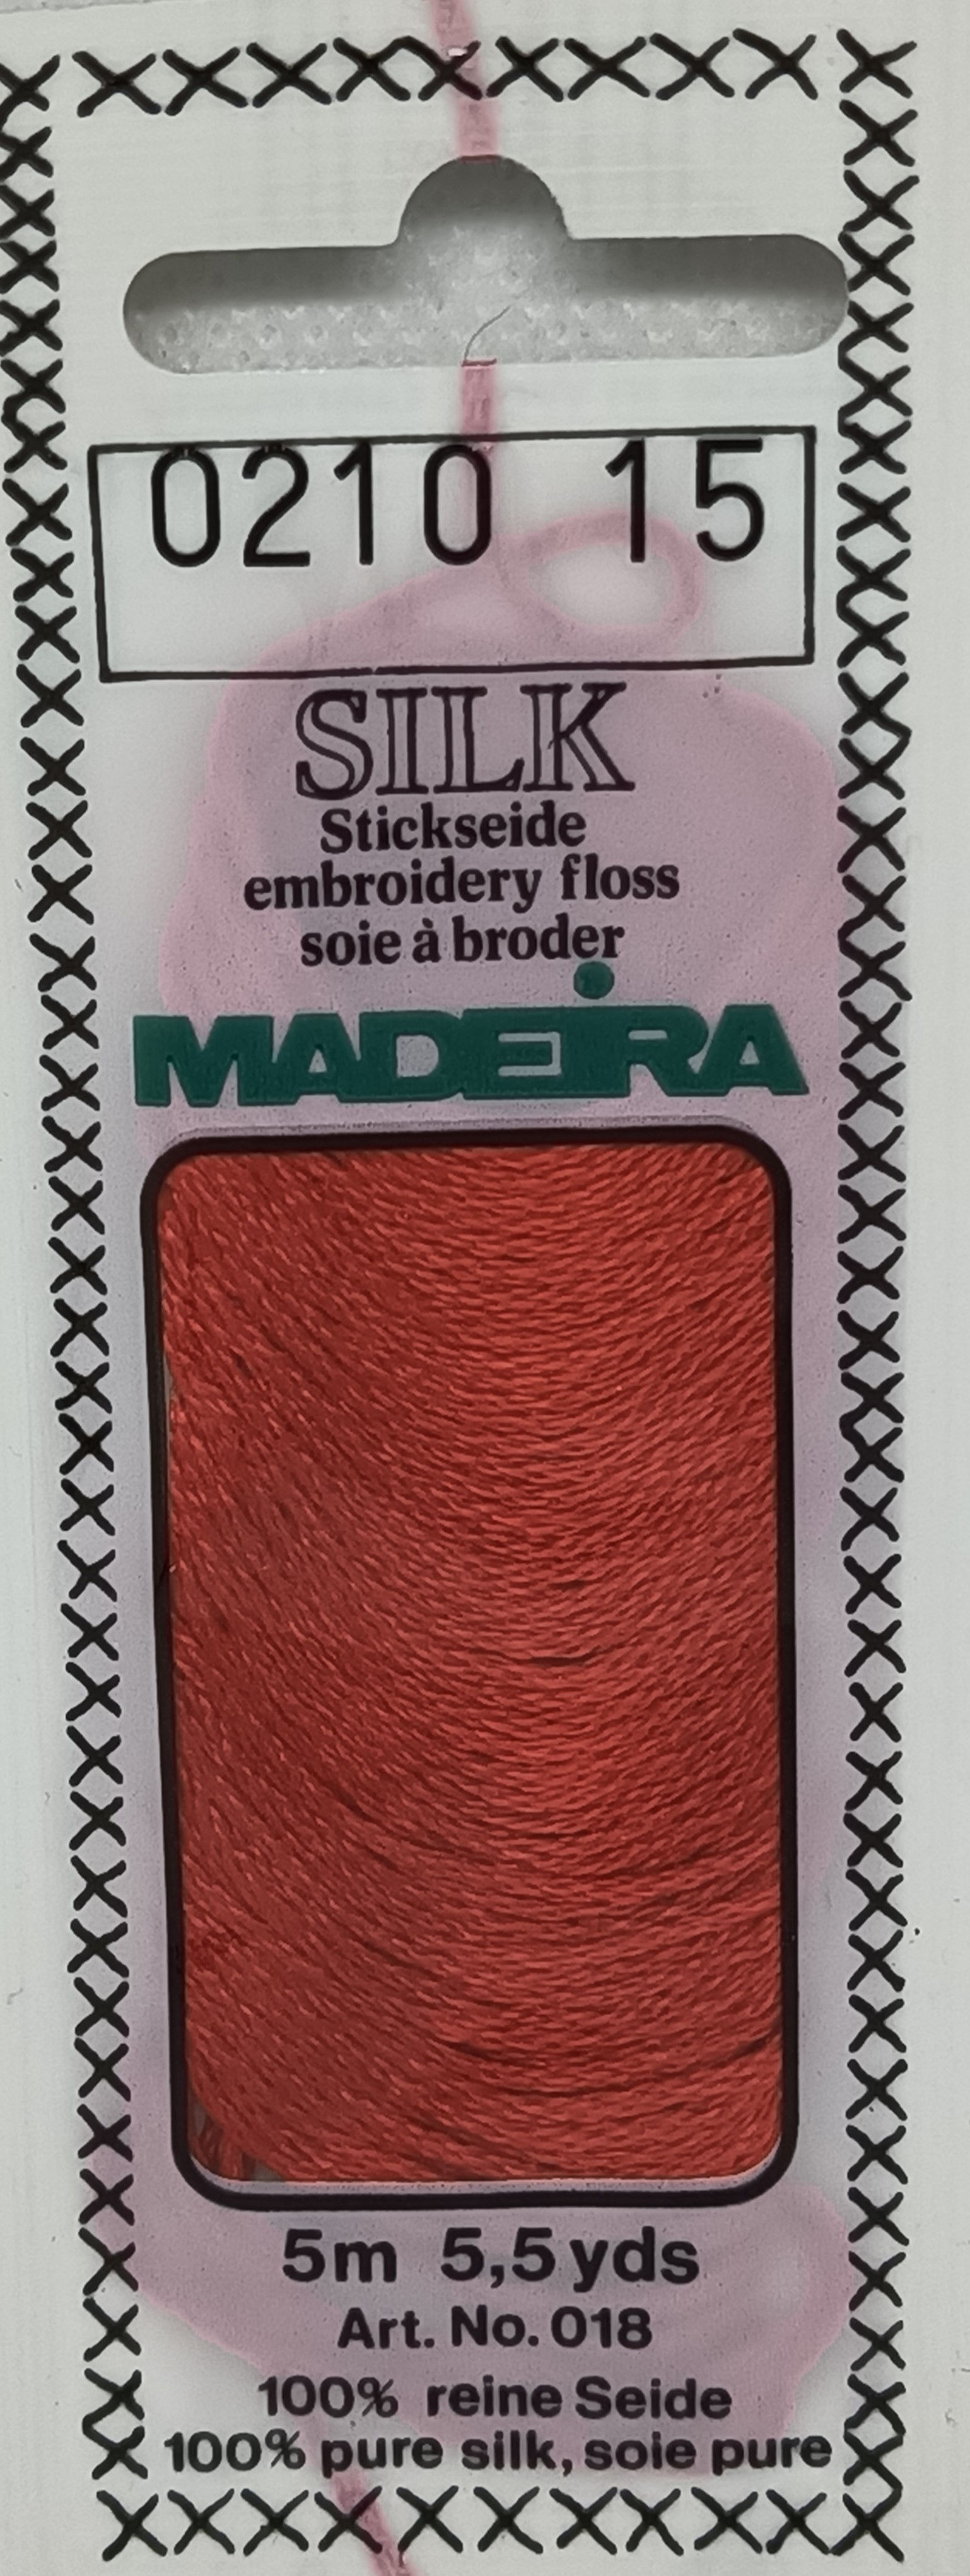 0210 15
SILK
Stickseide
embroidery floss
soie à broder
MADEIRA
5m 5,5 yds
Art. No. 018
100% reine Seide
100% pure silk, soie pure